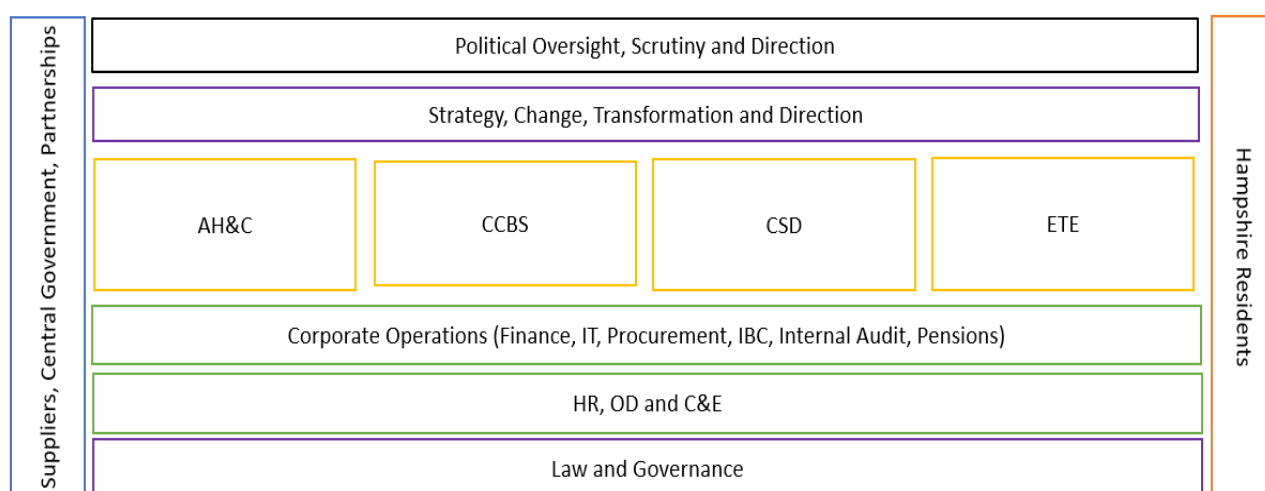 Suppliers, Central Government, Partnerships
Political Oversight, Scrutiny and Direction
Strategy, Change, Transformation and Direction
AH&C
CCBS
CSD
ETE
Corporate Operations (Finance, IT, Procurement, IBC, Internal Audit, Pensions)
HR, OD and C&E
Law and Governance
Hampshire Residents